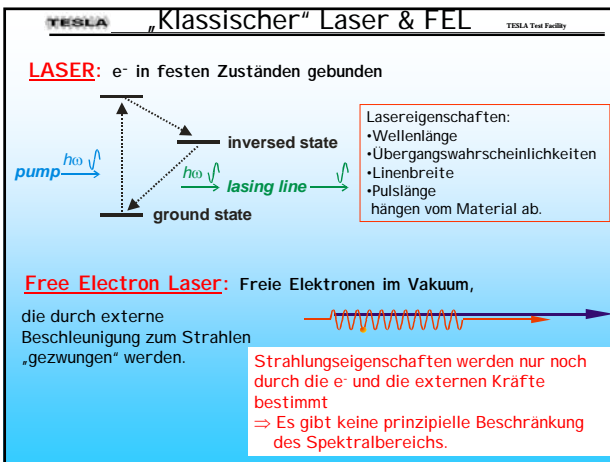 TESLA
„Klassischer“ Laser & FEL
TESLA Test Facility
LASER: e- in festen Zuständen gebunden
inversed state
hω
pump
hω
lasing line
ground state
Lasereigenschaften:
•Wellenlänge
•Übergangswahrscheinlichkeiten
•Linenbreite
•Pulslänge
hängen vom Material ab.
Free Electron Laser: Freie Elektronen im Vakuum,
die durch externe
Beschleunigung zum Strahlen
„gezwungen“ werden.
Strahlungseigenschaften werden nur noch
durch die e- und die externen Kräfte
bestimmt
⇒ Es gibt keine prinzipielle Beschränkung
des Spektralbereichs.